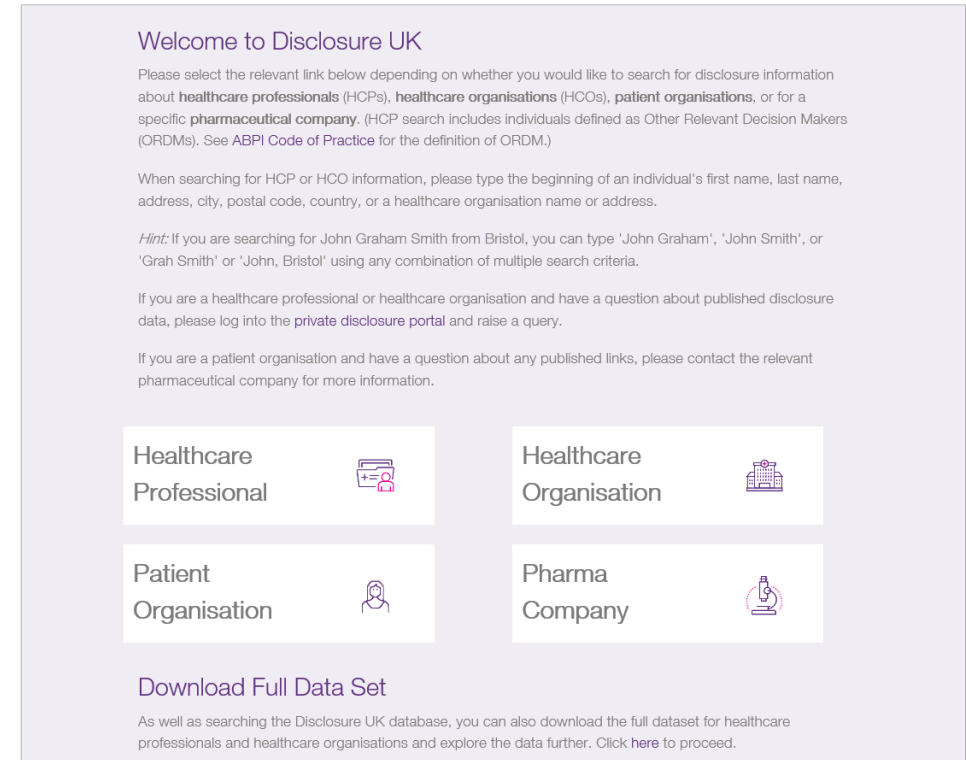 Welcome to Disclosure UK
Please select the relevant link below depending on whether you would like to search for disclosure information
about healthcare professionals (HCPs), healthcare organisations (HCOs), patient organisations, or for a
specific pharmaceutical company. (HCP search includes individuals defined as Other Relevant Decision Makers
(ORDMs). See ABPI Code of Practice for the definition of ORDM.)
When searching for HCP or HCO information, please type the beginning of an individual's first name, last name,
address, city, postal code, country, or a healthcare organisation name or address.
Hint: If you are searching for John Graham Smith from Bristol, you can type 'John Graham', 'John Smith', or
'Grah Smith' or 'John, Bristol' using any combination of multiple search criteria.
If you are a healthcare professional or healthcare organisation and have a question about published disclosure
data, please log into the private disclosure portal and raise a query.
If you are a patient organisation and have a question about any published links, please contact the relevant
pharmaceutical company for more information.
Healthcare
Professional
Healthcare
Organisation
Patient
Organisation
Pharma
Company
Download Full Data Set
As well as searching the Disclosure UK database, you can also download the full dataset for healthcare
professionals and healthcare organisations and explore the data further. Click here to proceed.